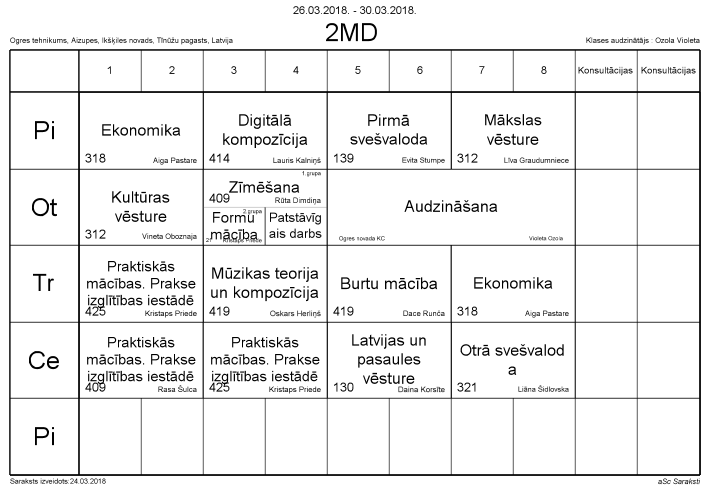 26.03.2018. - 30.03.2018.
2MD
Ogres tehnikums, Aizupes, Ikšķiles novads, Tīnūžu pagasts, Latvija
Klases audzinātājs : Ozola Violeta
1 2 3 4 5 6 7 8 Konsultācijas Konsultācijas
Pi
Ekonomika
318 Aiga Pastare
Digitālā
kompozīcija
414 Lauris Kalniņš
Pirmā
svešvaloda
139 Evita Stumpe
Mākslas
vēsture
312 Līva Graudumniece
Ot
Kultūras
vēsture
312 Vineta Oboznaja
1.grupa
Zīmēšana
409 Rūta Dimdiņa
2.grupa
Formu
mācība
21 Kristaps Priede
Patstāvīg
ais darbs
Audzināšana
Ogres novada KC Violeta Ozola
Tr
Praktiskās
mācības. Prakse
izglītības iestādē
425 Kristaps Priede
Mūzikas teorija
un kompozīcija
419 Oskars Herliņš
Burtu mācība
419 Dace Runča
Ekonomika
318 Aiga Pastare
Ce
Praktiskās
mācības. Prakse
izglītības iestādē
409 Rasa Šulca
Praktiskās
mācības. Prakse
izglītības iestādē
425 Kristaps Priede
Latvijas un
pasaules
vēsture
130 Daina Korsīte
Otrā svešvalod
a
321 Liāna Šidlovska
Pi
Saraksts izveidots:24.03.2018
aSc Saraksti